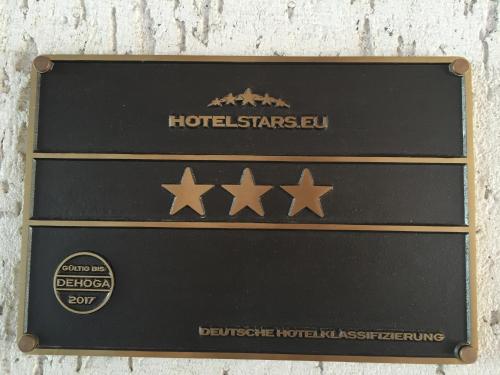 HOTELSTARS.EU
GÜLTIG BIS:
DEHOGA
2017
DEUTSCHE HOTELKLASSIFIZIERUNG